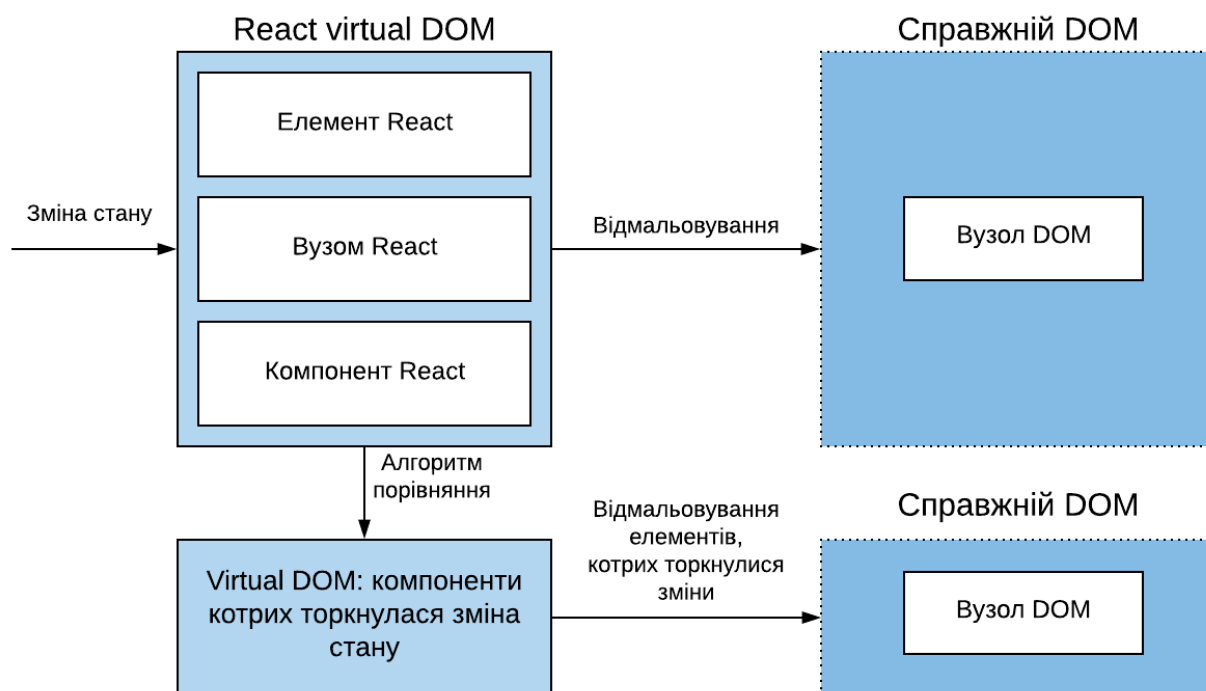 React virtual DOM
Справжній DOM
Елемент React
Зміна стану
Вузом React
Відмальовування
Вузол DOM
Компонент React
Алгоритм
порівняння
Справжній DOM
Відмальовування
елементів,
котрих торкнулися
зміни
Virtual DOM: компоненти
котрих торкнулася зміна
стану
Вузол DOM